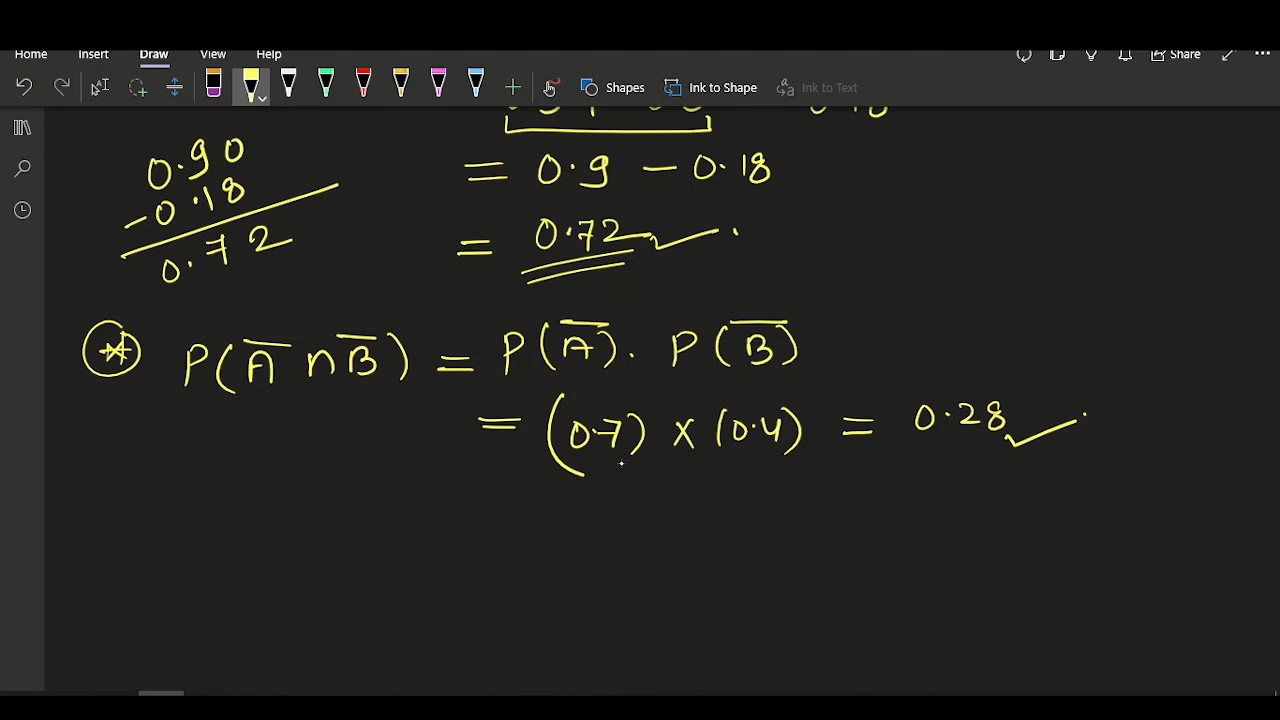 Home Insert Draw View Help Share
Shapes Ink to Shape Ink to Text
0.90
-0.18
0.72
= 0.9 - 0.18
= 0.72
P(A̅ ∩ B̅) = P(A̅). P(B̅)
= (0.7) × (0.4) = 0.28